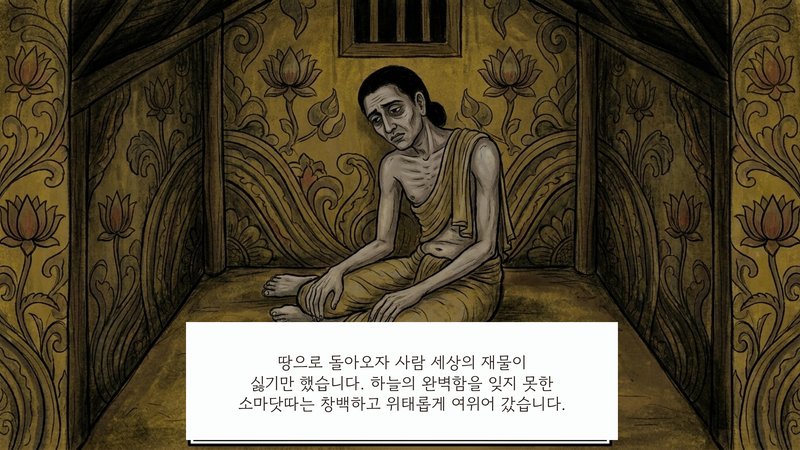 땅으로 돌아오자 사람 세상의 재물이
싫기만 했습니다. 하늘의 완벽함을 잊지 못한
소마닷따는 창백하고 위태롭게 여위어 갔습니다.